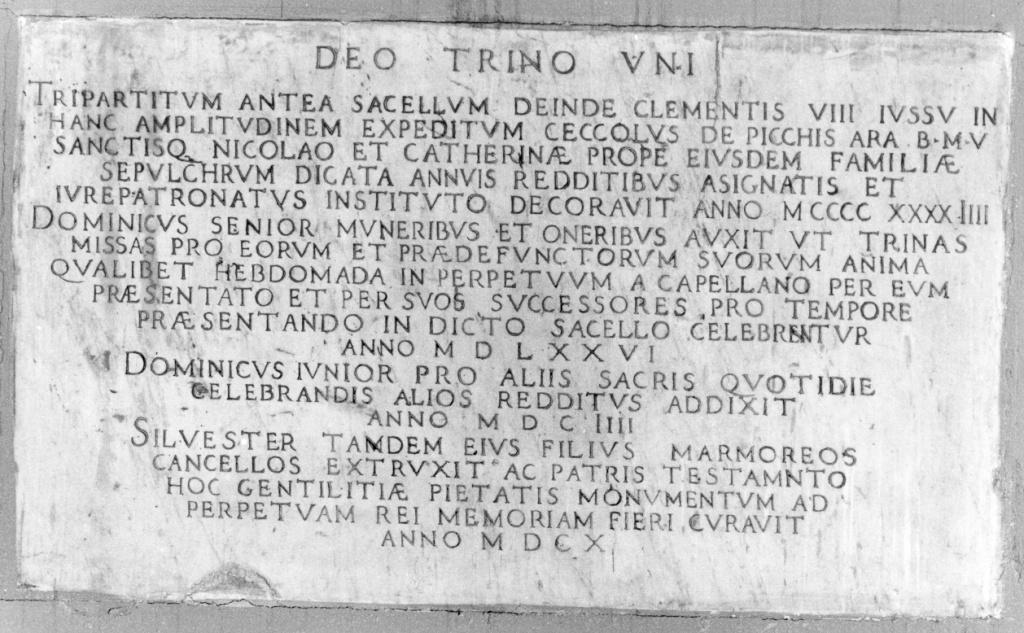 DEO TRINO VNI
TRIPARTITVM ANTEA SACELLVM DEINDE CLEMENTIS VIII IVSSV IN
HANC AMPLITVDINEM EXPEDITVM CECCOLVS DE PICCHIS ARA B·M·V
SANCTISQ NICOLAO ET CATHERINÆ PROPE EIVSDEM FAMILIÆ
SEPVLCHRVM DICATA ANNVIS REDDITIBVS ASIGNATIS ET
IVREPATRONATVS INSTITVTO DECORAVIT ANNO MCCCC XXXXIIII
DOMINICVS SENIOR MVNERIBVS ET ONERIBVS AVXIT VT TRINAS
MISSAS PRO EORVM ET PRÆDEFVNCTORVM SVORVM ANIMA
QVALIBET HEBDOMADA IN PERPETVVM A CAPELLANO PER EVM
PRÆSENTATO ET PER SVOS SVCCESSORES PRO TEMPORE
PRÆSENTANDO IN DICTO SACELLO CELEBRENTVR
ANNO M D L X X V I
DOMINICVS IVNIOR PRO ALIIS SACRIS QVOTIDIE
CELEBRANDIS ALIOS REDDITVS ADDIXIT
ANNO M D C IIII
SILVESTER TANDEM EIVS FILIVS MARMOREOS
CANCELLOS EXTRVXIT AC PATRIS TESTAMNTO
HOC GENTILITIÆ PIETATIS MONVMENTVM AD
PERPETVAM REI MEMORIAM FIERI CVRAVIT
ANNO M D C X